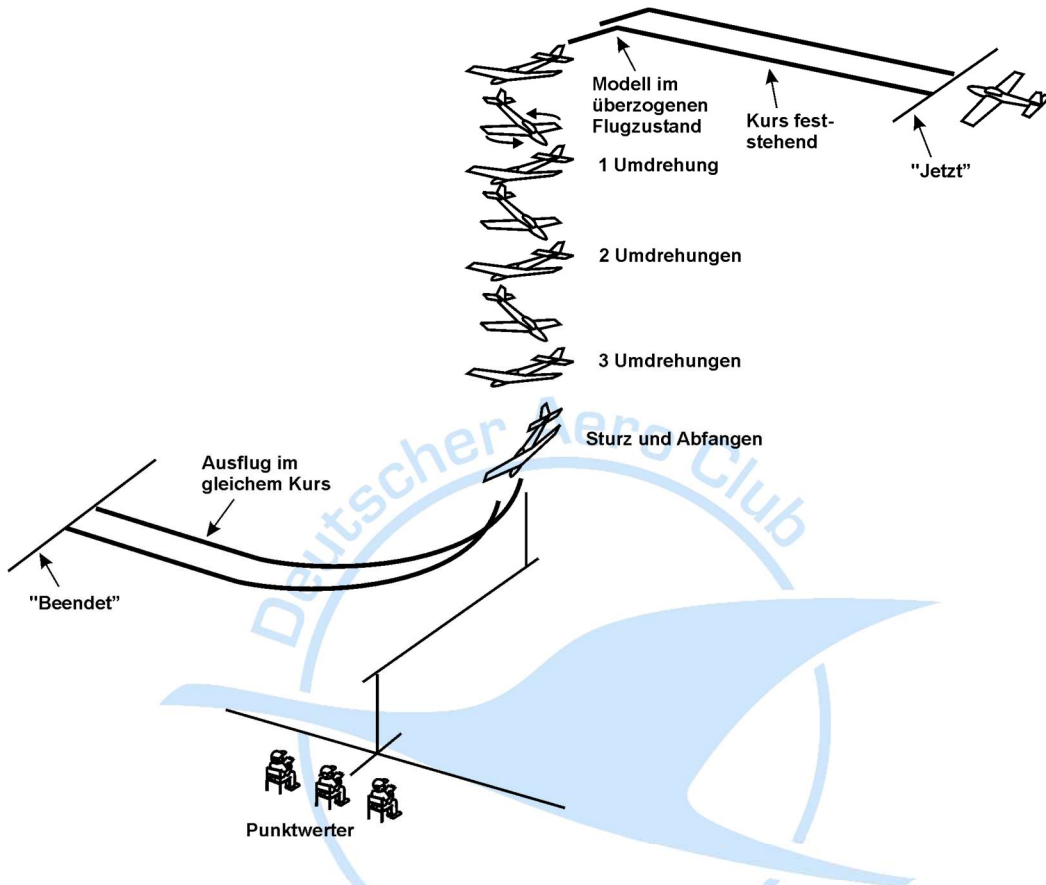 Modell im
überzogenen
Flugzustand
Kurs fest-
stehend
"Jetzt”
1 Umdrehung
2 Umdrehungen
3 Umdrehungen
Sturz und Abfangen
Ausflug im
gleichem Kurs
"Beendet”
Deutscher Aero Club
Punktwerter